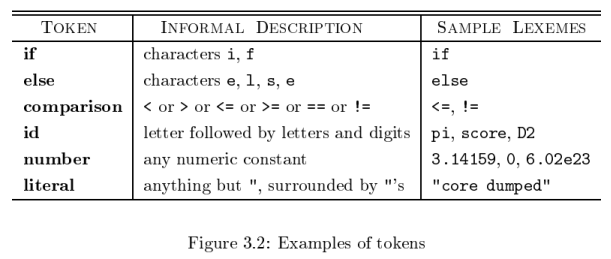 TOKEN INFORMAL DESCRIPTION SAMPLE LEXEMES
if characters i, f if
else characters e, l, s, e else
comparison < or > or <= or >= or == or != <=, !=
id letter followed by letters and digits pi, score, D2
number any numeric constant 3.14159, 0, 6.02e23
literal anything but ", surrounded by "'s "core dumped"
Figure 3.2: Examples of tokens